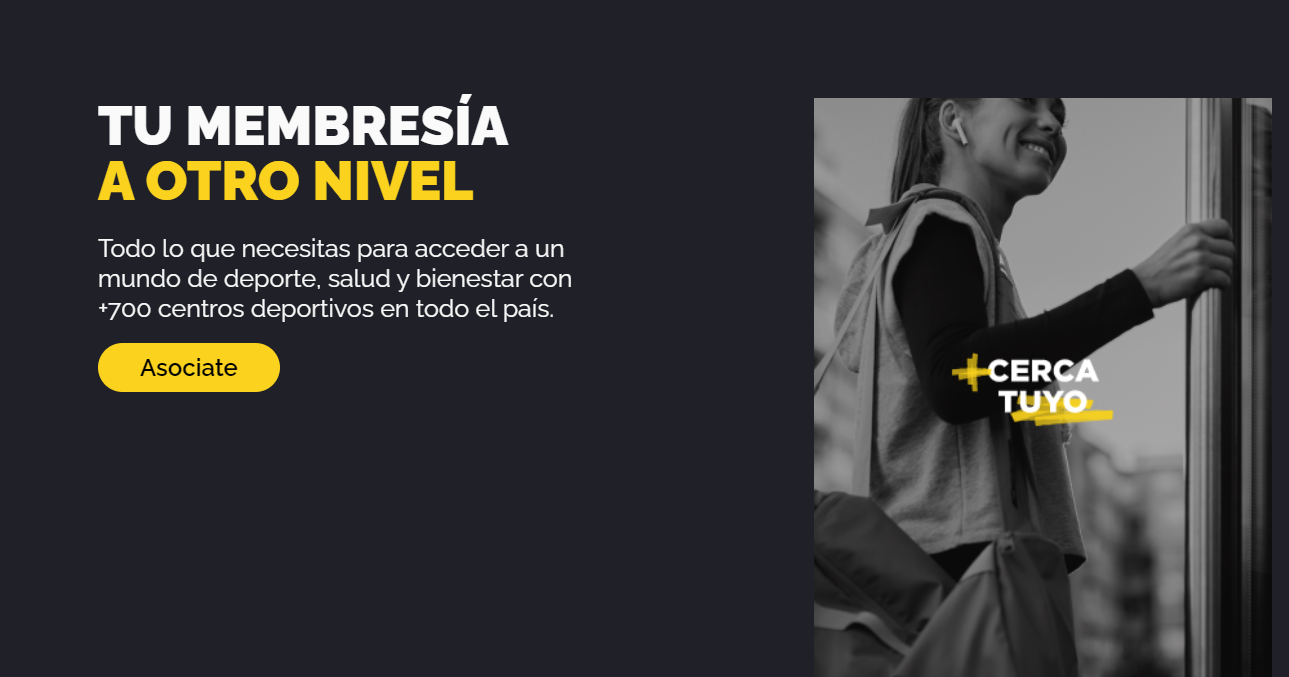 TU MEMBRESÍA
A OTRO NIVEL
Todo lo que necesitas para acceder a un
mundo de deporte, salud y bienestar con
+700 centros deportivos en todo el país.
Asociate
+CERCA
TUYO